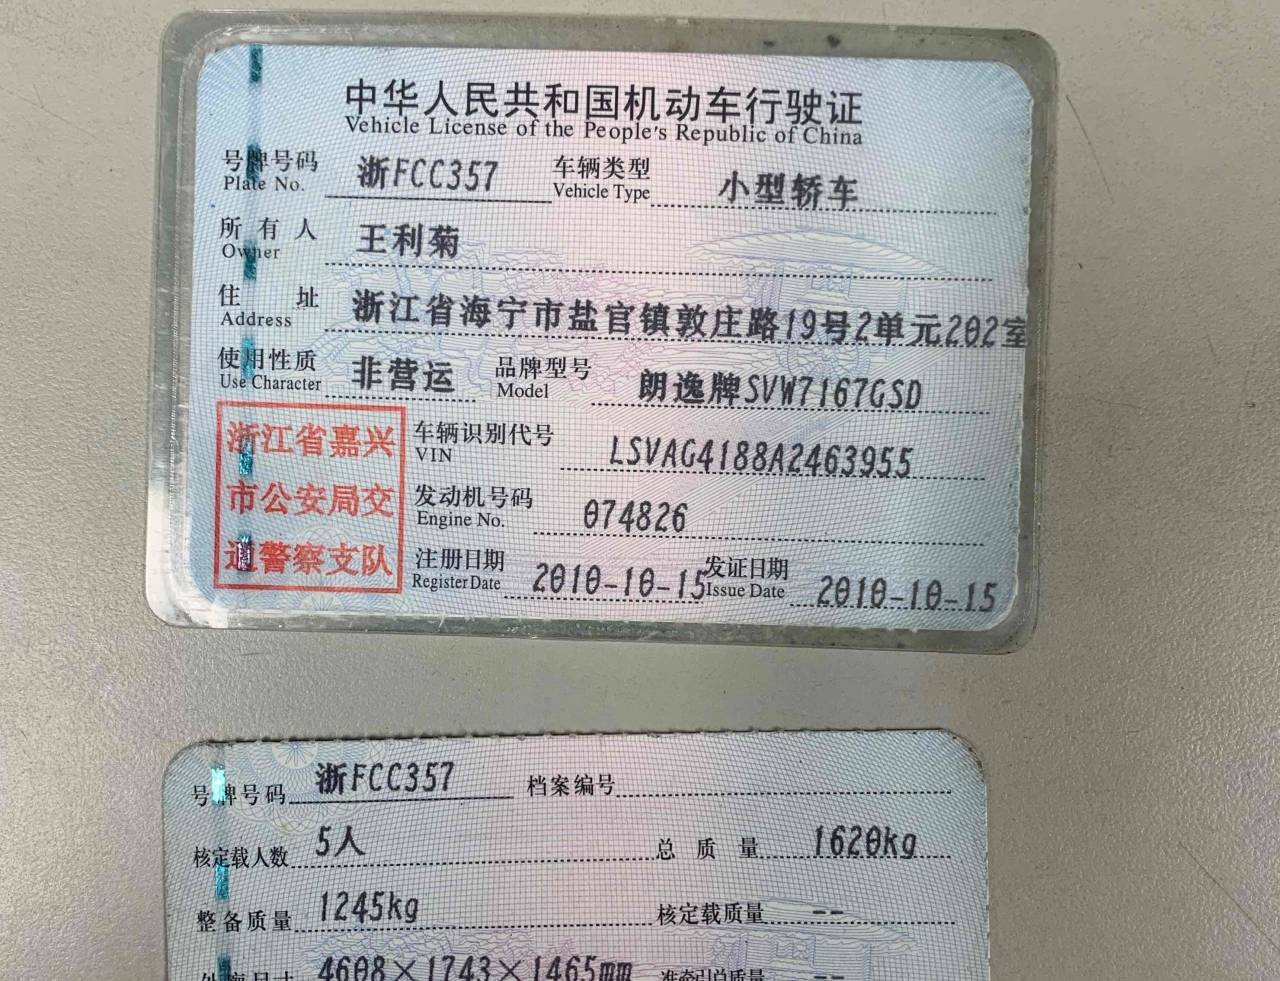 中华人民共和国机动车行驶证
Vehicle License of the People's Republic of China
号牌号码 浙FCC357 车辆类型 小型轿车
Plate No. Vehicle Type
所有人 王利菊
Owner
住址 浙江省海宁市盐官镇敦庄路19号2单元202室
Address
使用性质 非营运 品牌型号 朗逸牌SVW7167GSD
Use Character Model
浙江省嘉兴
市公安局交
通警察支队
车辆识别代号 LSVAG4188A2463955
VIN
发动机号码 074826
Engine No.
注册日期 2010-10-15 发证日期 2010-10-15
Register Date Issue Date
号牌号码 浙FCC357 档案编号
核定载人数 5人 总质量 1620kg
整备质量 1245kg 核定载质量 --
外廓尺寸 4608×1743×1465mm 准牵引总质量 --